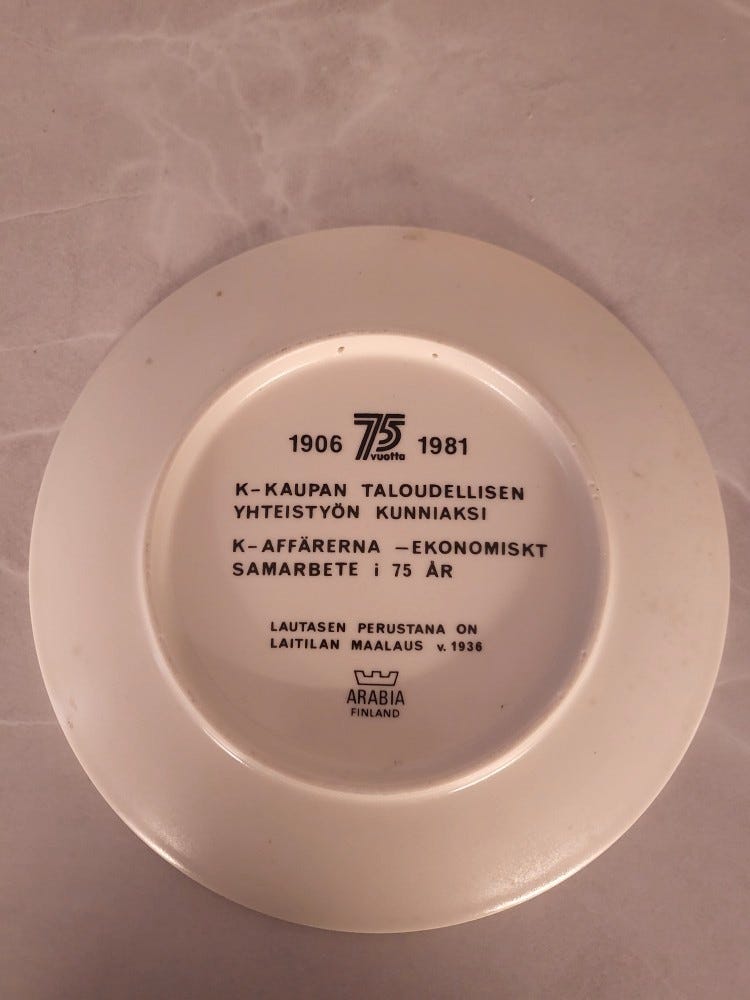 1906 75 vuotta 1981
K-KAUPAN TALOUDELLISEN
YHTEISTYÖN KUNNIAKSI
K-AFFÄRERNA -EKONOMISKT
SAMARBETE i 75 ÅR
LAUTASEN PERUSTANA ON
LAITILAN MAALAUS v. 1936
ARABIA
FINLAND